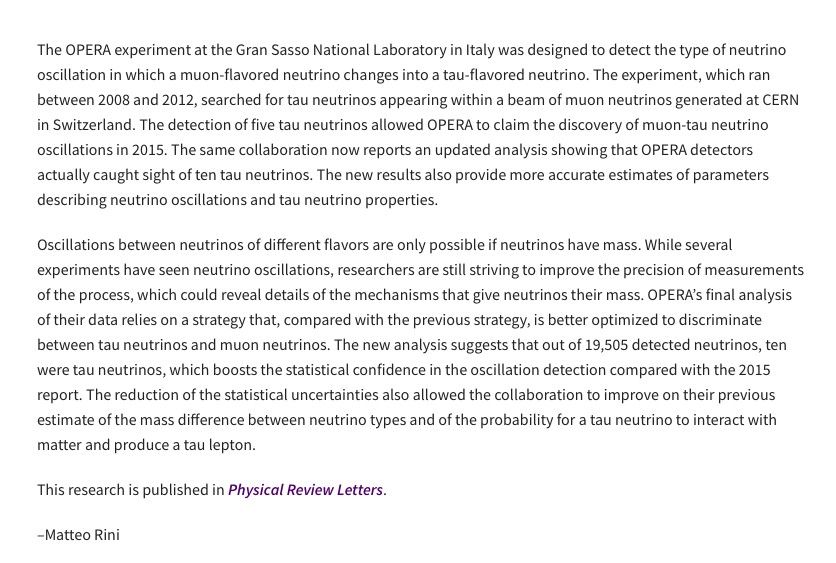 The OPERA experiment at the Gran Sasso National Laboratory in Italy was designed to detect the type of neutrino
oscillation in which a muon-flavored neutrino changes into a tau-flavored neutrino. The experiment, which ran
between 2008 and 2012, searched for tau neutrinos appearing within a beam of muon neutrinos generated at CERN
in Switzerland. The detection of five tau neutrinos allowed OPERA to claim the discovery of muon-tau neutrino
oscillations in 2015. The same collaboration now reports an updated analysis showing that OPERA detectors
actually caught sight of ten tau neutrinos. The new results also provide more accurate estimates of parameters
describing neutrino oscillations and tau neutrino properties.
Oscillations between neutrinos of different flavors are only possible if neutrinos have mass. While several
experiments have seen neutrino oscillations, researchers are still striving to improve the precision of measurements
of the process, which could reveal details of the mechanisms that give neutrinos their mass. OPERA’s final analysis
of their data relies on a strategy that, compared with the previous strategy, is better optimized to discriminate
between tau neutrinos and muon neutrinos. The new analysis suggests that out of 19,505 detected neutrinos, ten
were tau neutrinos, which boosts the statistical confidence in the oscillation detection compared with the 2015
report. The reduction of the statistical uncertainties also allowed the collaboration to improve on their previous
estimate of the mass difference between neutrino types and of the probability for a tau neutrino to interact with
matter and produce a tau lepton.
This research is published in Physical Review Letters.
–Matteo Rini